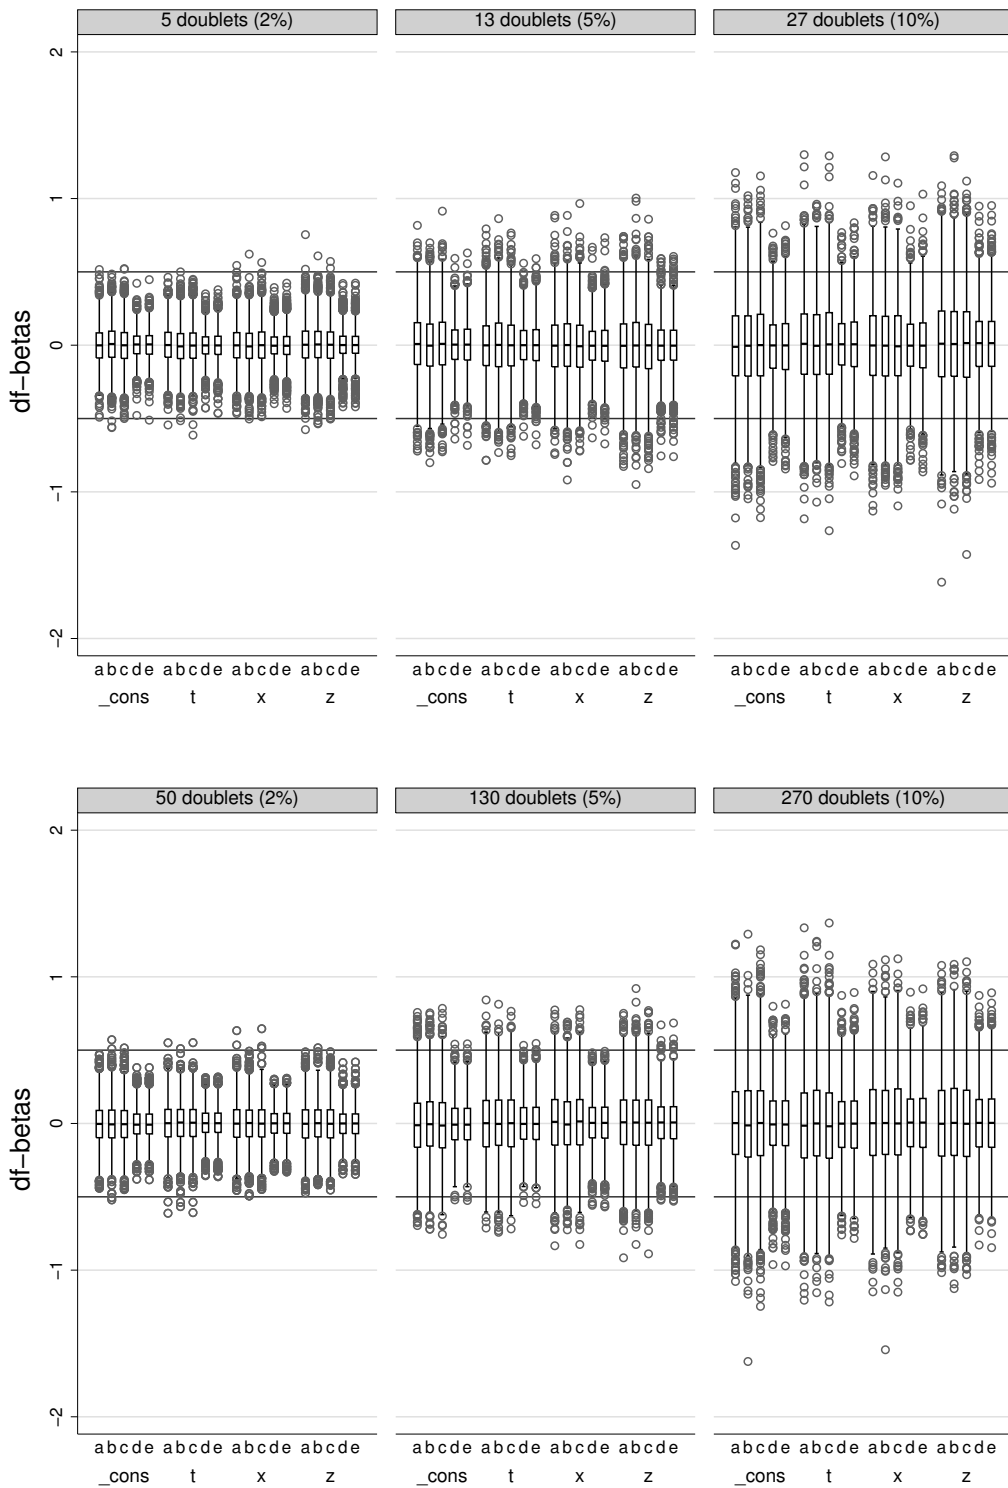 5 doublets (2%) 13 doublets (5%) 27 doublets (10%)
2
1
0
−1
−2
df−betas
a b c d e a b c d e a b c d e a b c d e a b c d e a b c d e a b c d e a b c d e a b c d e a b c d e a b c d e a b c d e
_cons t x z _cons t x z _cons t x z
50 doublets (2%) 130 doublets (5%) 270 doublets (10%)
2
1
0
−1
−2
df−betas
a b c d e a b c d e a b c d e a b c d e a b c d e a b c d e a b c d e a b c d e a b c d e a b c d e a b c d e a b c d e
_cons t x z _cons t x z _cons t x z